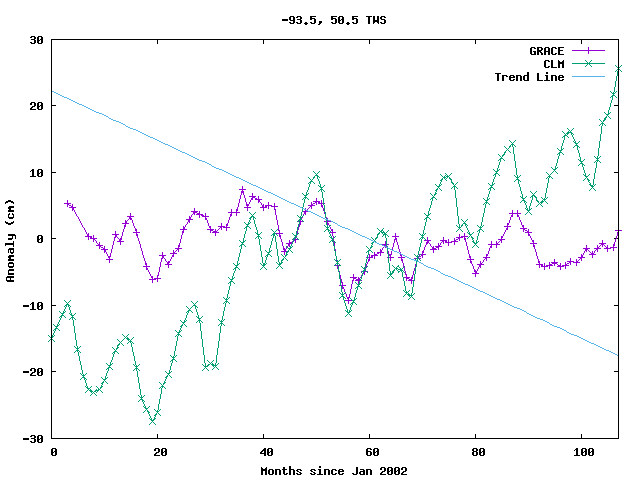 -93.5, 50.5 TWS
GRACE
CLM
Trend Line
30
20
10
0
-10
-20
-30
Anomaly (cm)
0 20 40 60 80 100
Months since Jan 2002